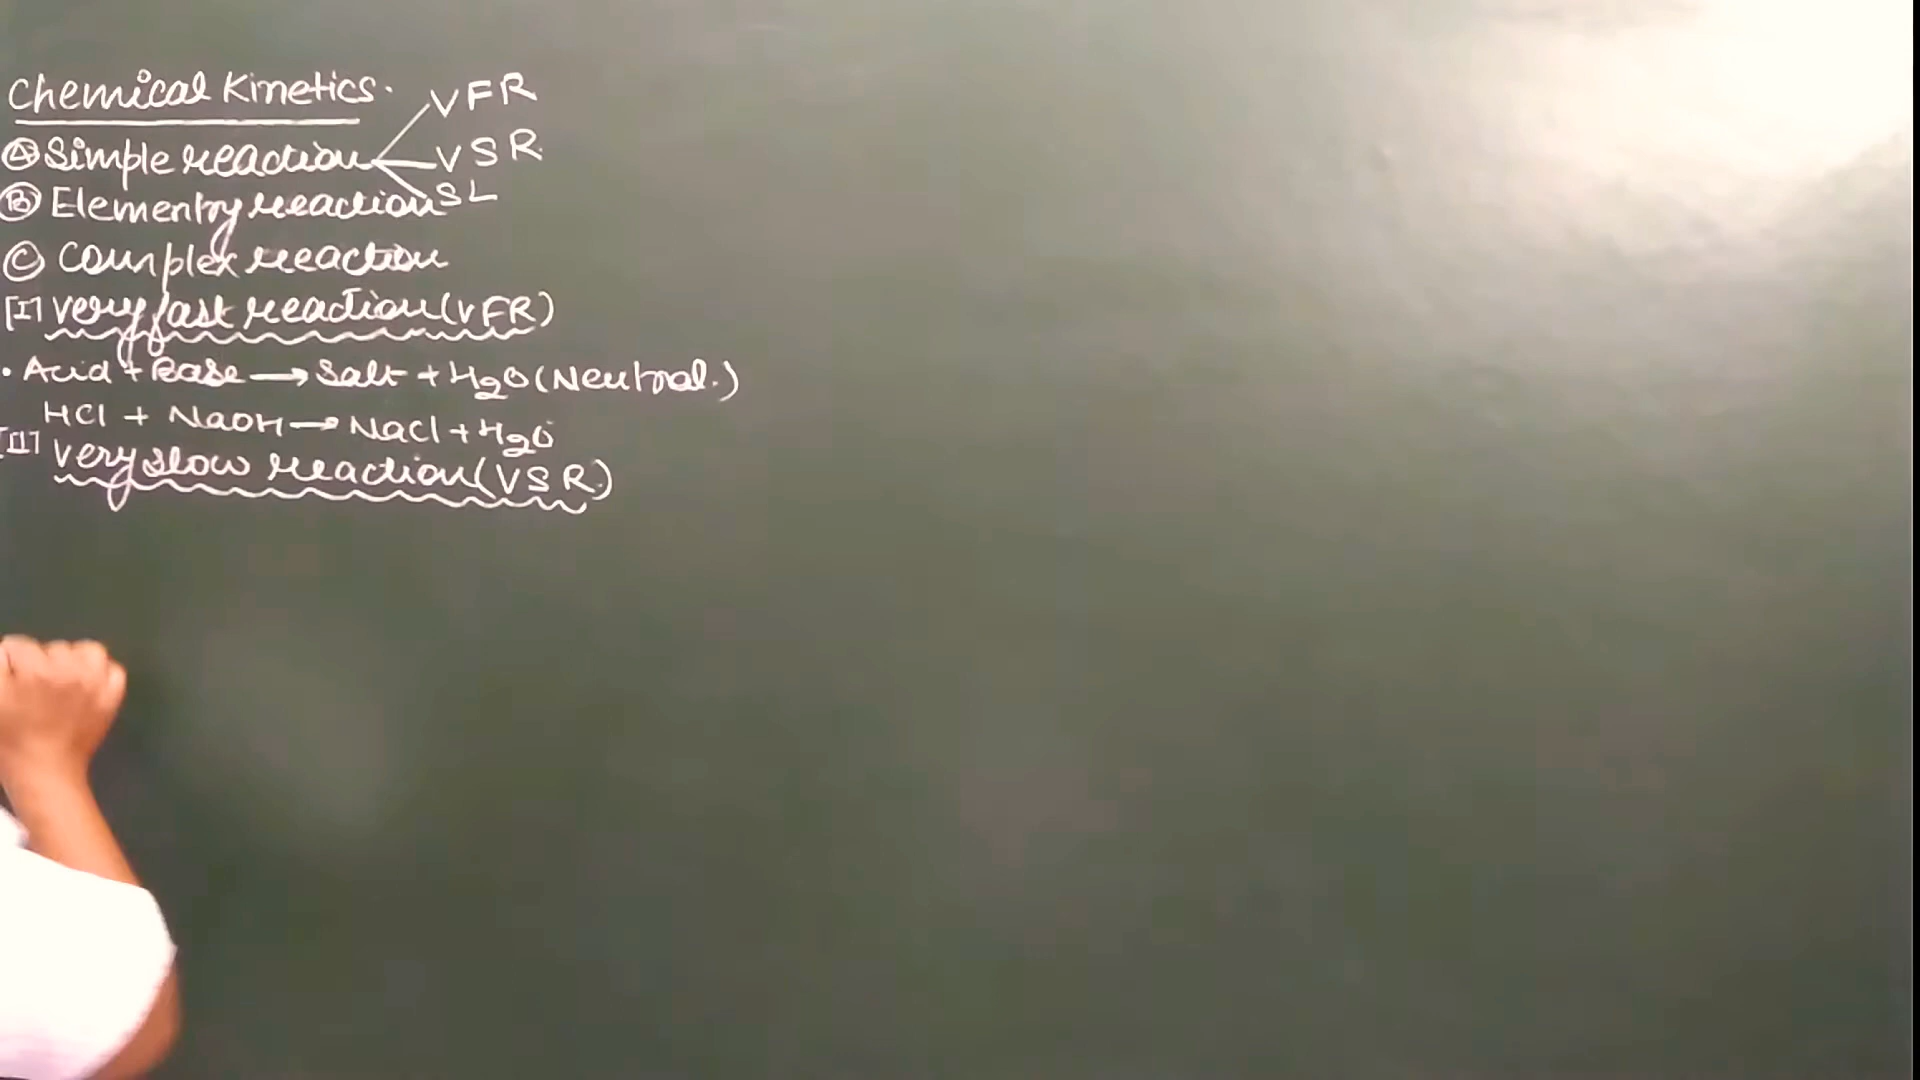 Chemical Kinetics.
VFR
Ⓐ Simple reaction
VSR.
SL
Ⓑ Elementry reaction
Ⓒ Complex reaction
[I] very fast reaction (VFR)
• Acid + Base → Salt + H2O (Neutral.)
HCl + NaOH → NaCl + H2O
[II] very slow reaction (VSR)